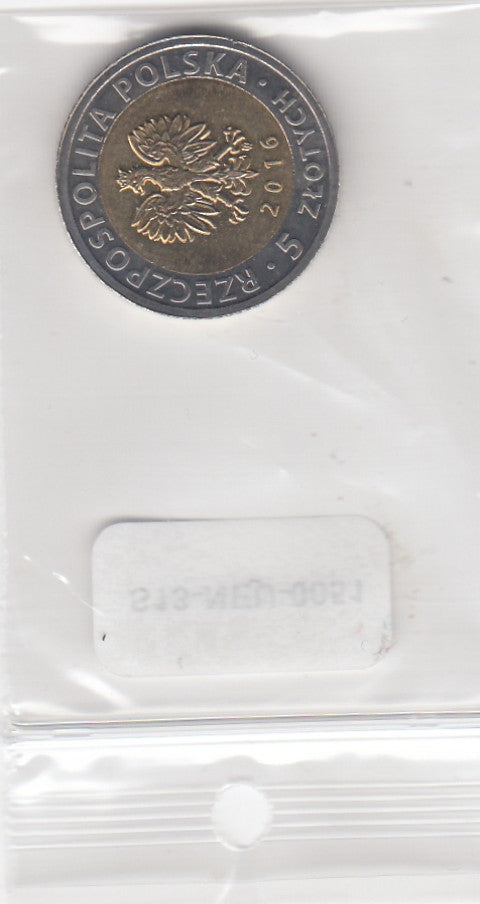 RZECZPOSPOLITA POLSKA · 5 ZŁOTYCH ·
2016